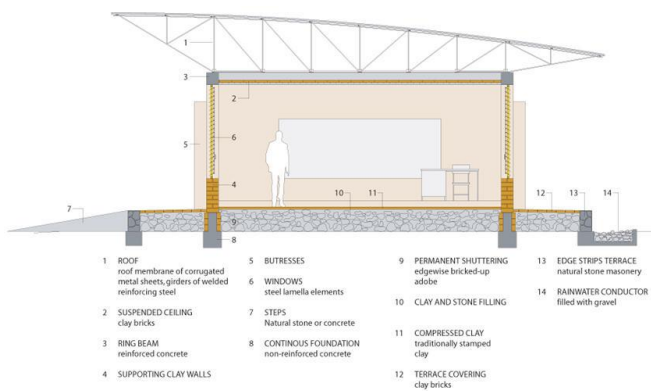 1
3
2
5
6
4
7
10
11
12
13
14
9
8
1 ROOF
roof membrane of corrugated
metal sheets, girders of welded
reinforcing steel
2 SUSPENDED CEILING
clay bricks
3 RING BEAM
reinforced concrete
4 SUPPORTING CLAY WALLS
5 BUTRESSES
6 WINDOWS
steel lamella elements
7 STEPS
Natural stone or concrete
8 CONTINOUS FOUNDATION
non-reinforced concrete
9 PERMANENT SHUTTERING
edgewise bricked-up
adobe
10 CLAY AND STONE FILLING
11 COMPRESSED CLAY
traditionally stamped
clay
12 TERRACE COVERING
clay bricks
13 EDGE STRIPS TERRACE
natural stone masonery
14 RAINWATER CONDUCTOR
filled with gravel